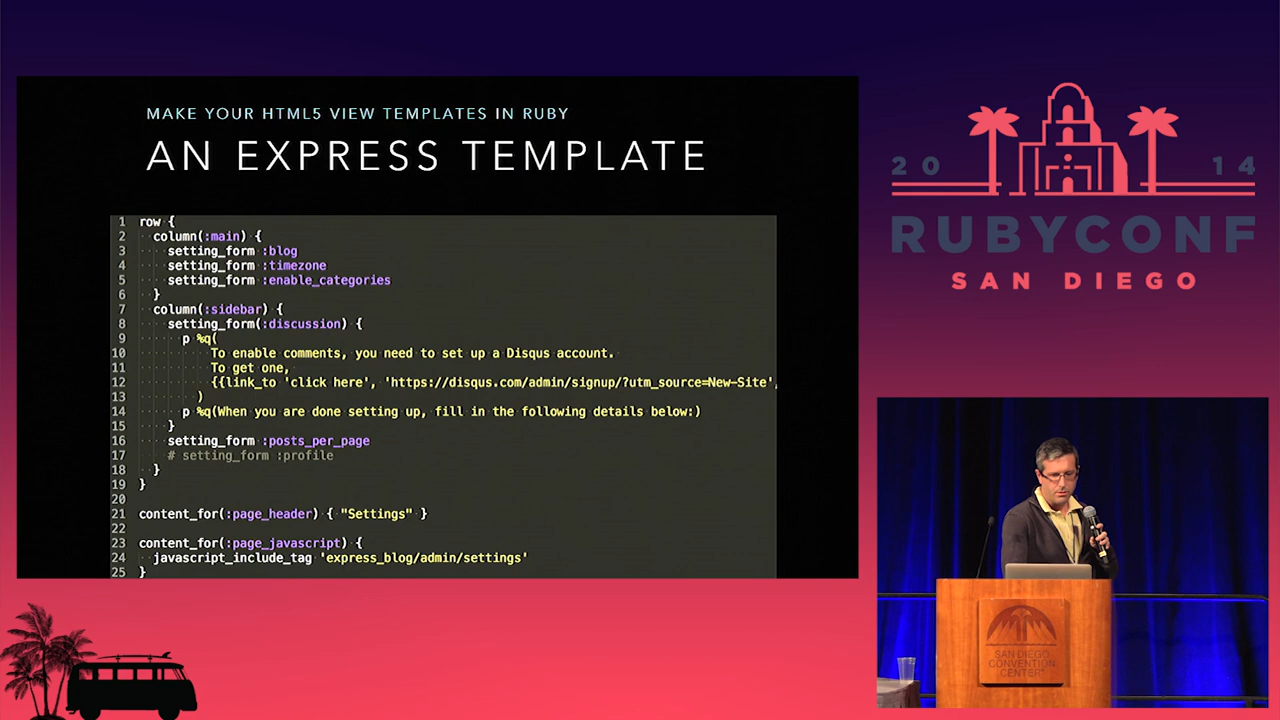 MAKE YOUR HTML5 VIEW TEMPLATES IN RUBY
AN EXPRESS TEMPLATE
1 row {
2 column(:main) {
3 setting_form :blog
4 setting_form :timezone
5 setting_form :enable_categories
6 }
7 column(:sidebar) {
8 setting_form(:discussion) {
9 p %q(
10 To enable comments, you need to set up a Disqus account.
11 To get one,
12 {{link_to 'click here', 'https://disqus.com/admin/signup/?utm_source=New-Site',
13 )
14 p %q(When you are done setting up, fill in the following details below:)
15 }
16 setting_form :posts_per_page
17 # setting_form :profile
18 }
19 }
20
21 content_for(:page_header) { "Settings" }
22
23 content_for(:page_javascript) {
24 javascript_include_tag 'express_blog/admin/settings'
25 }
20 14
RUBYCONF
SAN DIEGO
SAN DIEGO
CONVENTION
CENTER